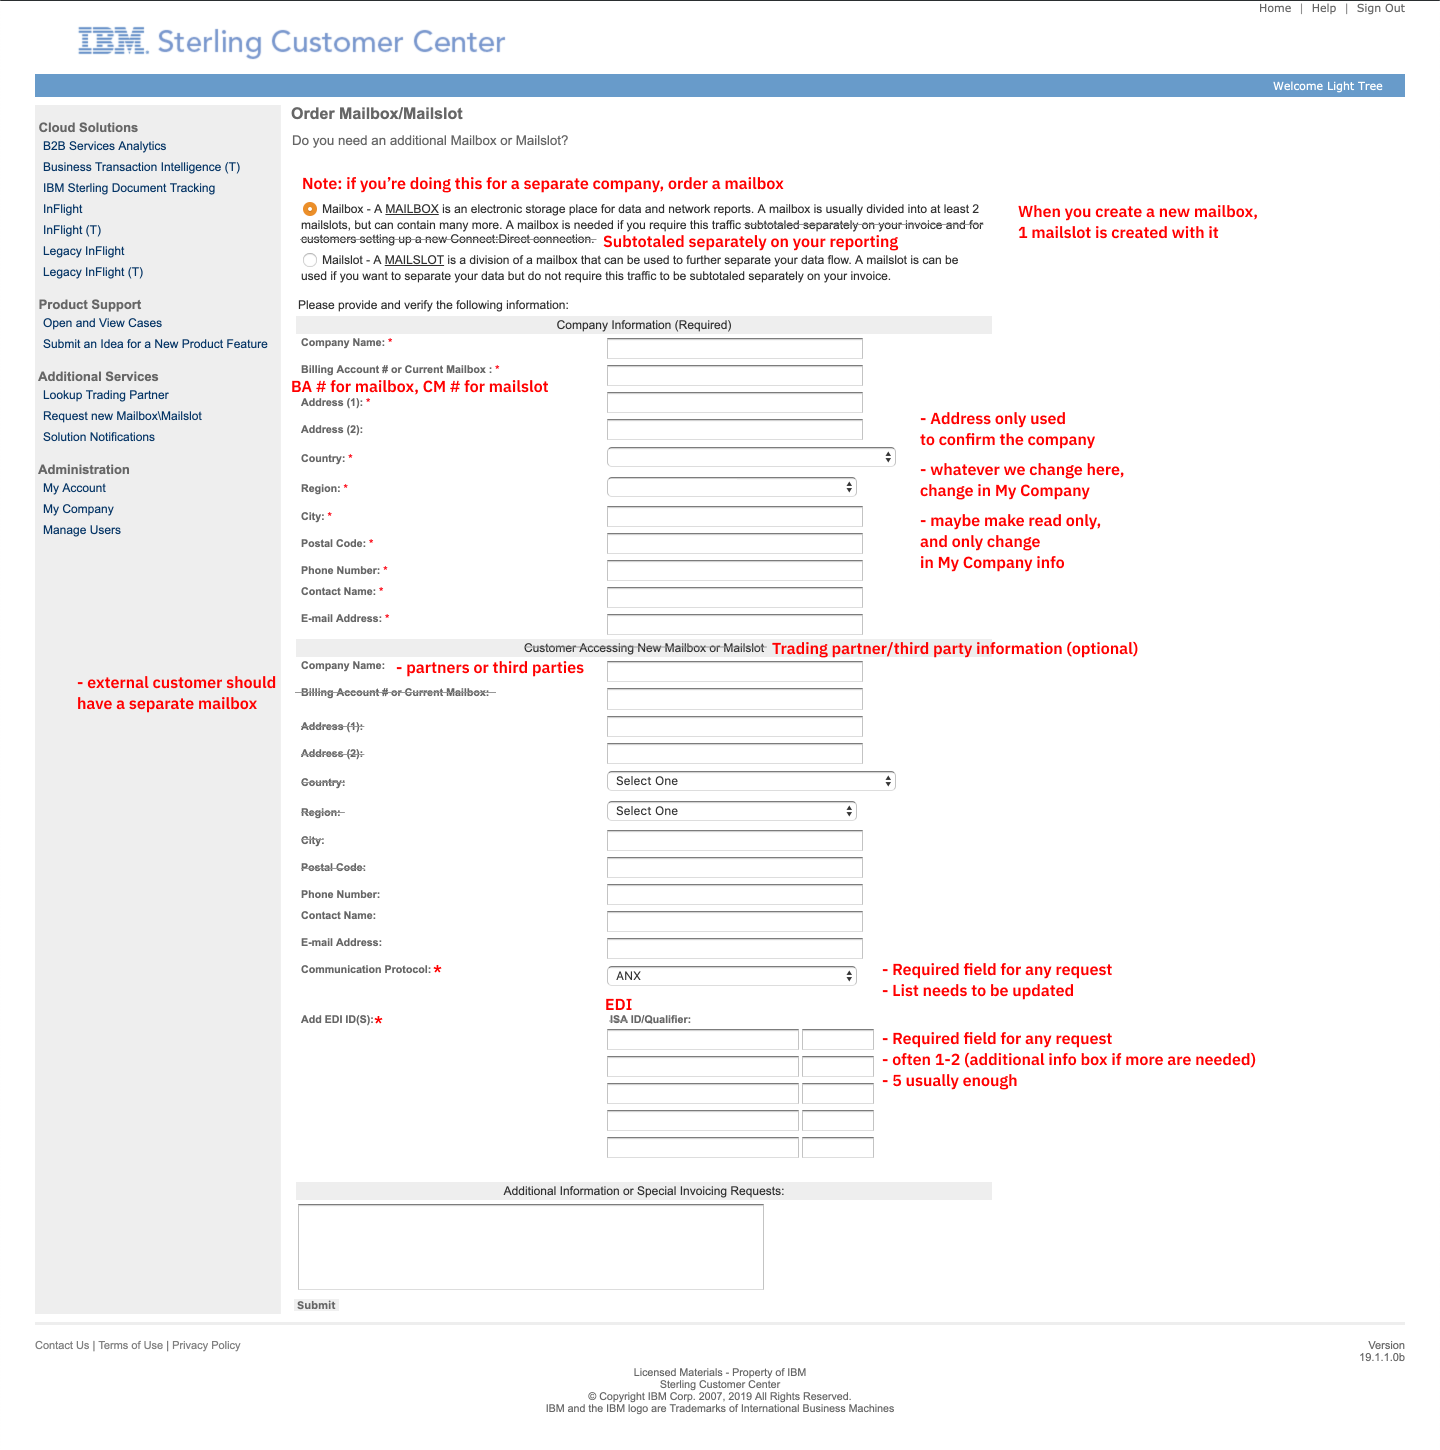 Home | Help | Sign Out
IBM. Sterling Customer Center
Welcome Light Tree
Cloud Solutions
B2B Services Analytics
Business Transaction Intelligence (T)
IBM Sterling Document Tracking
InFlight
InFlight (T)
Legacy InFlight
Legacy InFlight (T)
Product Support
Open and View Cases
Submit an Idea for a New Product Feature
Additional Services
Lookup Trading Partner
Request new Mailbox\Mailslot
Solution Notifications
Administration
My Account
My Company
Manage Users
- external customer should
have a separate mailbox
Order Mailbox/Mailslot
Do you need an additional Mailbox or Mailslot?
Note: if you're doing this for a separate company, order a mailbox
Mailbox - A MAILBOX is an electronic storage place for data and network reports. A mailbox is usually divided into at least 2
mailslots, but can contain many more. A mailbox is needed if you require this traffic subtotaled separately on your invoice and for
customers setting up a new Connect:Direct connection. Subtotaled separately on your reporting
When you create a new mailbox,
1 mailslot is created with it
Mailslot - A MAILSLOT is a division of a mailbox that can be used to further separate your data flow. A mailslot is can be
used if you want to separate your data but do not require this traffic to be subtotaled separately on your invoice.
Please provide and verify the following information:
Company Information (Required)
Company Name: *
Billing Account # or Current Mailbox : *
BA # for mailbox, CM # for mailslot
Address (1): *
Address (2):
Country: *
Region: *
City: *
Postal Code: *
Phone Number: *
Contact Name: *
E-mail Address: *
- Address only used
to confirm the company
- whatever we change here,
change in My Company
- maybe make read only,
and only change
in My Company info
Customer Accessing New Mailbox or Mailslot Trading partner/third party information (optional)
Company Name: - partners or third parties
Billing Account # or Current Mailbox:
Address (1):
Address (2):
Country: Select One
Region: Select One
City:
Postal Code:
Phone Number:
Contact Name:
E-mail Address:
Communication Protocol: * ANX
- Required field for any request
- List needs to be updated
EDI
Add EDI ID(S): * ISA ID/Qualifier:
- Required field for any request
- often 1-2 (additional info box if more are needed)
- 5 usually enough
Additional Information or Special Invoicing Requests:
Submit
Contact Us | Terms of Use | Privacy Policy
Version
19.1.1.0b
Licensed Materials - Property of IBM
Sterling Customer Center
© Copyright IBM Corp. 2007, 2019 All Rights Reserved.
IBM and the IBM logo are Trademarks of International Business Machines